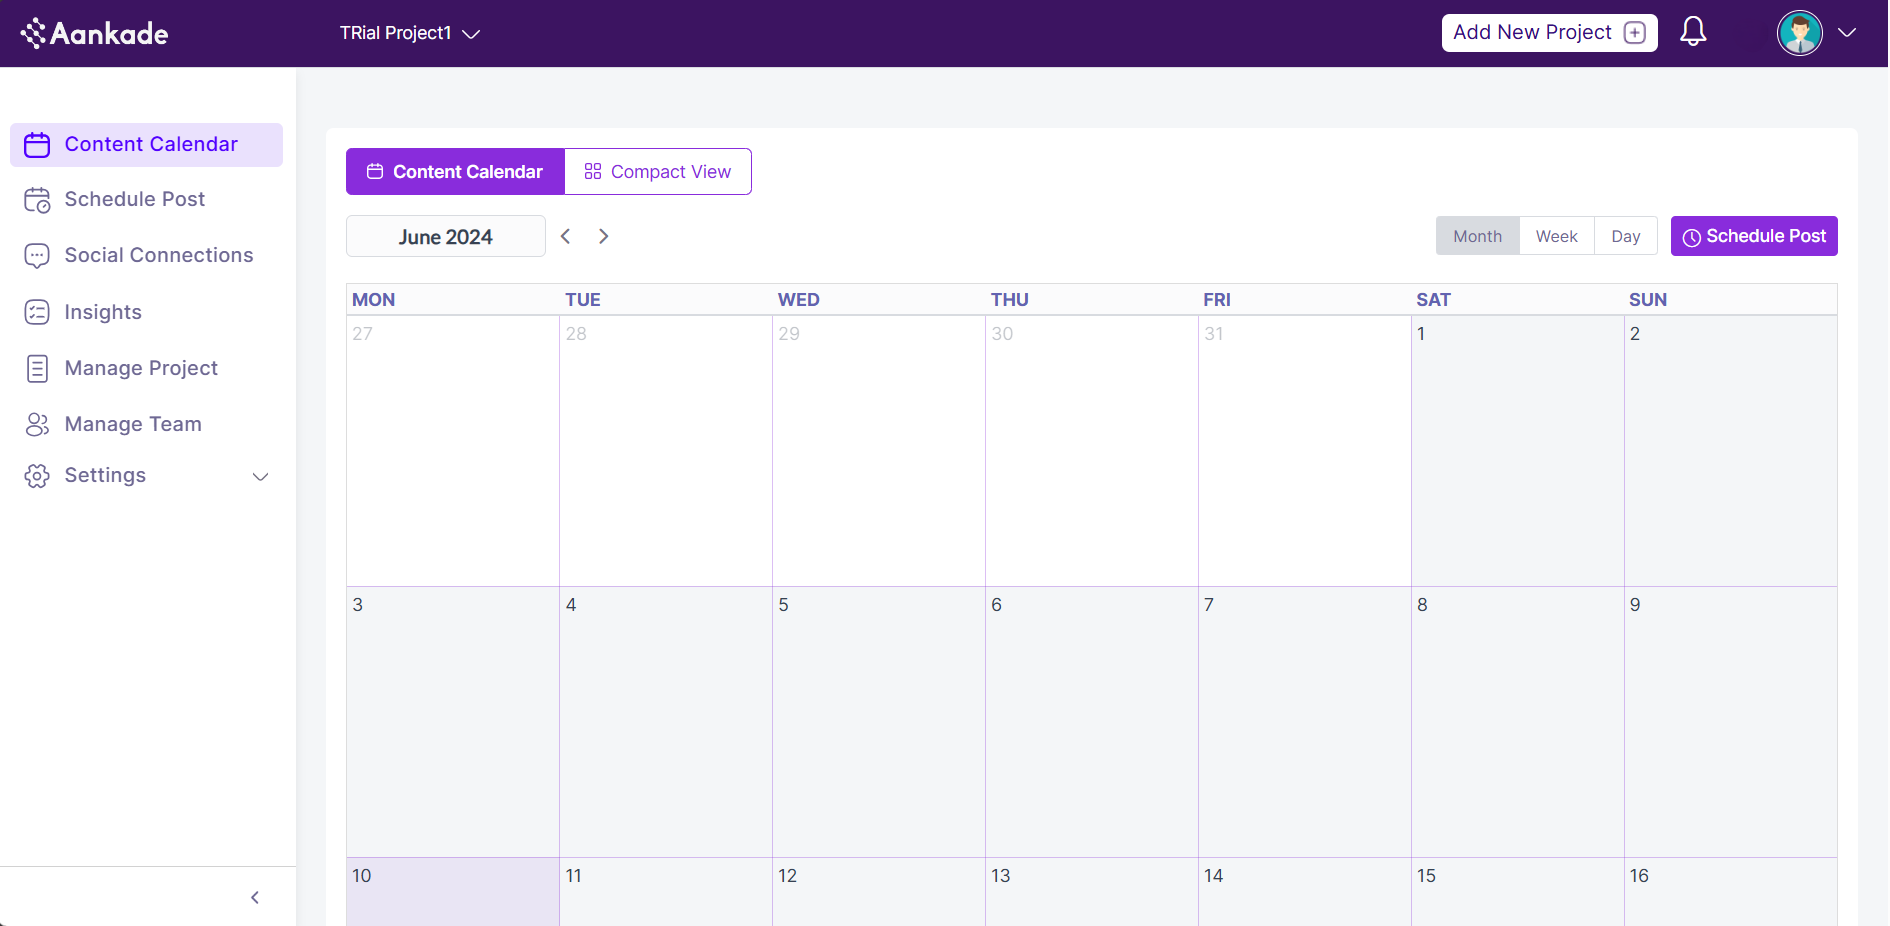 Aankade
TRial Project1
Add New Project
Content Calendar
Schedule Post
Social Connections
Insights
Manage Project
Manage Team
Settings
Content Calendar
Compact View
June 2024
Month Week Day
Schedule Post
MON TUE WED THU FRI SAT SUN
27 28 29 30 31 1 2
3 4 5 6 7 8 9
10 11 12 13 14 15 16